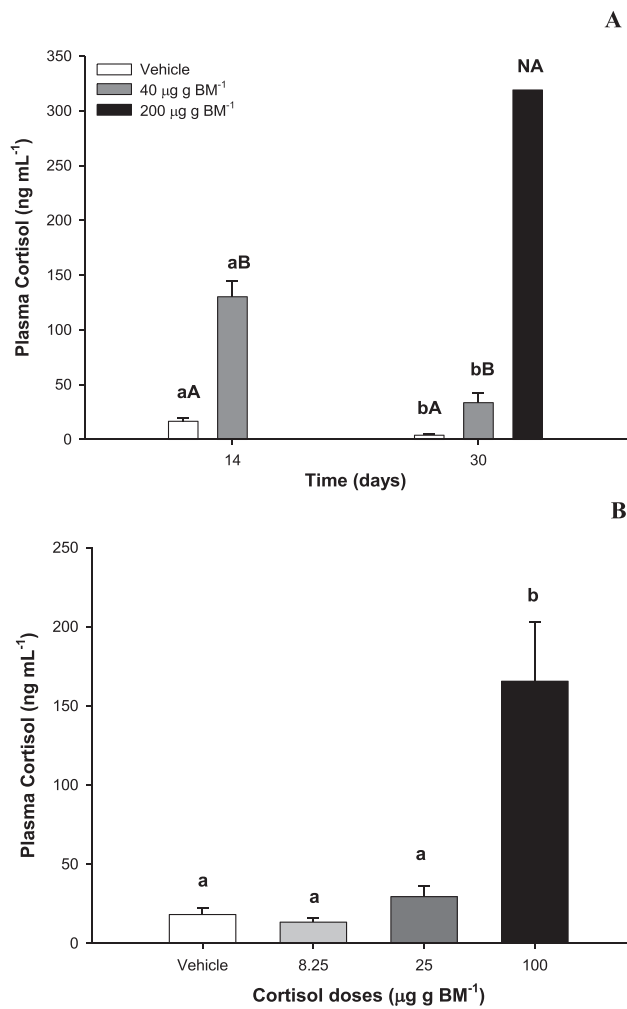 A
Plasma Cortisol (ng mL⁻¹)
350
300
250
200
150
100
50
0
Vehicle
40 µg g BM⁻¹
200 µg g BM⁻¹
aA
aB
bA
bB
NA
14
30
Time (days)
B
Plasma Cortisol (ng mL⁻¹)
250
200
150
100
50
0
a
a
a
b
Vehicle
8.25
25
100
Cortisol doses (µg g BM⁻¹)